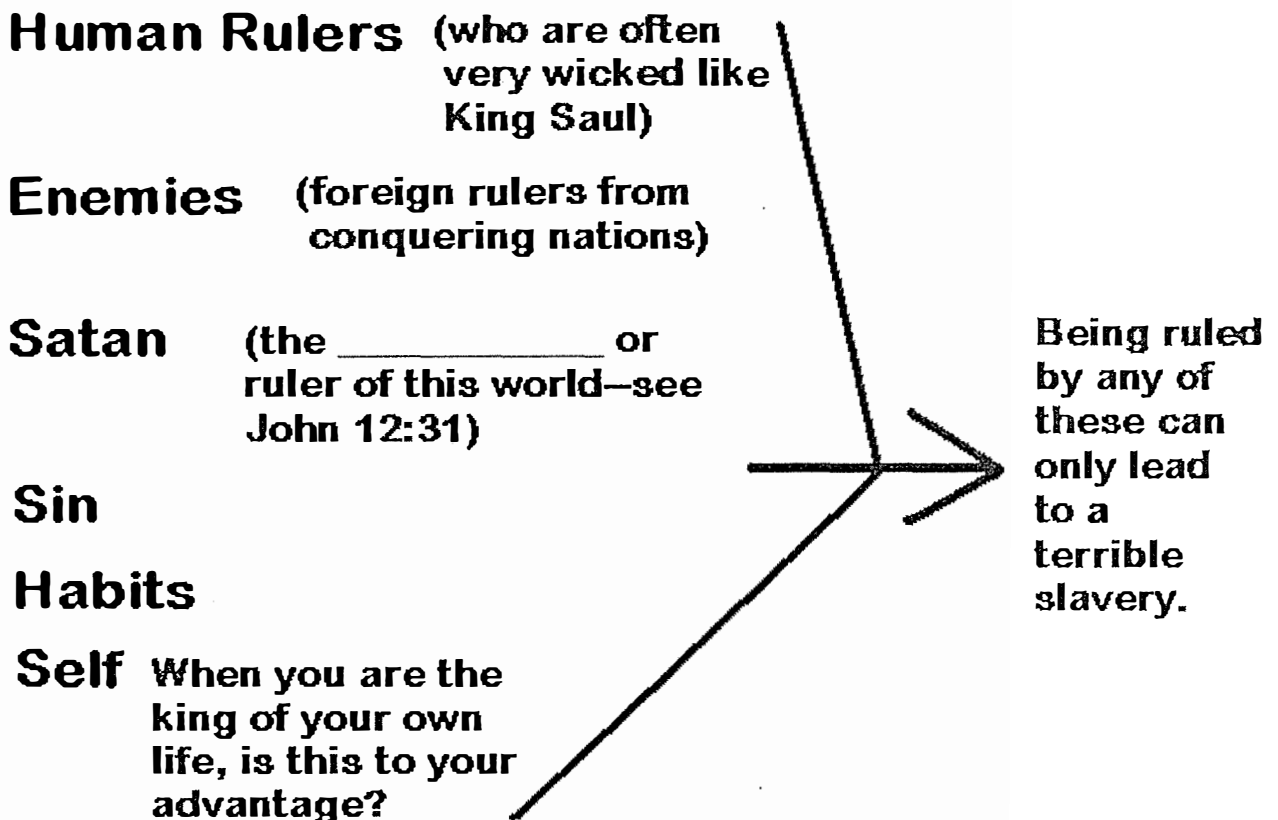 Human Rulers (who are often
very wicked like
King Saul)
Enemies (foreign rulers from
conquering nations)
Satan (the ______________ or
ruler of this world—see
John 12:31)
Sin
Habits
Self When you are the
king of your own
life, is this to your
advantage?
Being ruled
by any of
these can
only lead
to a
terrible
slavery.